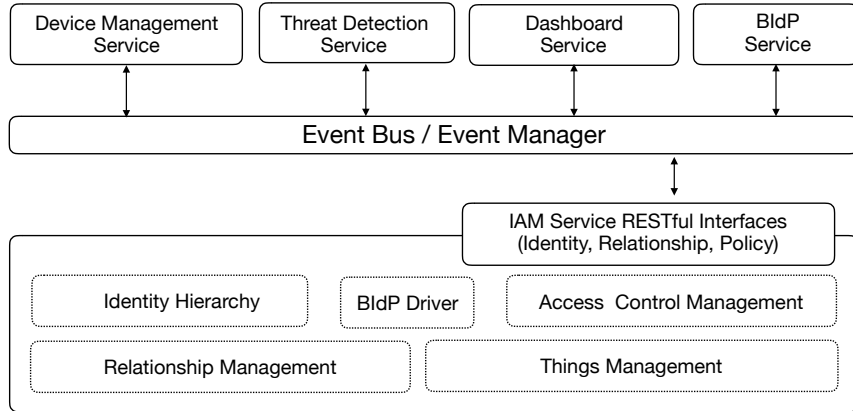 Device Management
Service
Threat Detection
Service
Dashboard
Service
BIdP
Service
Event Bus / Event Manager
IAM Service RESTful Interfaces
(Identity, Relationship, Policy)
Identity Hierarchy
BIdP Driver
Access Control Management
Relationship Management
Things Management